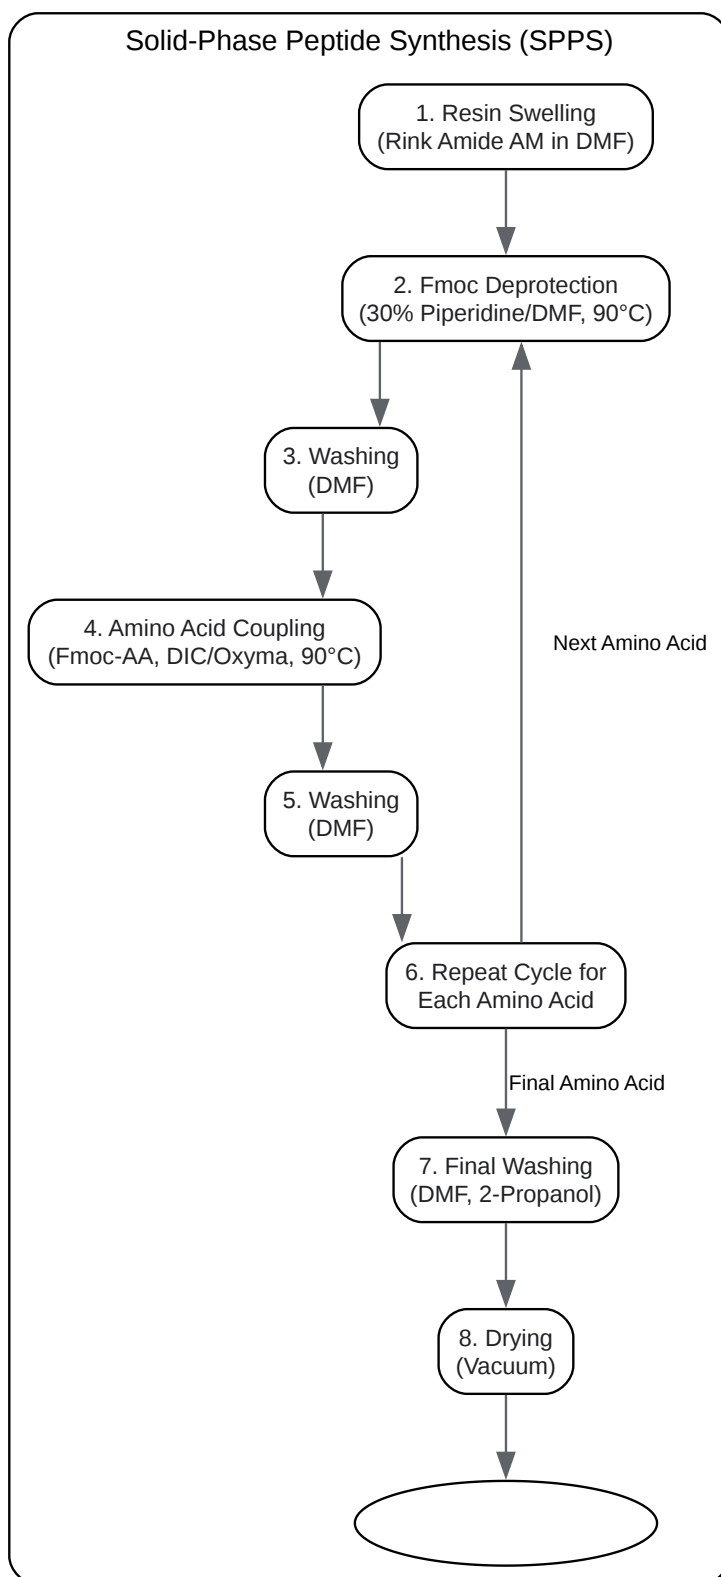 Solid-Phase Peptide Synthesis (SPPS)
1. Resin Swelling
(Rink Amide AM in DMF)
2. Fmoc Deprotection
(30% Piperidine/DMF, 90°C)
3. Washing
(DMF)
4. Amino Acid Coupling
(Fmoc-AA, DIC/Oxyma, 90°C)
Next Amino Acid
5. Washing
(DMF)
6. Repeat Cycle for
Each Amino Acid
Final Amino Acid
7. Final Washing
(DMF, 2-Propanol)
8. Drying
(Vacuum)